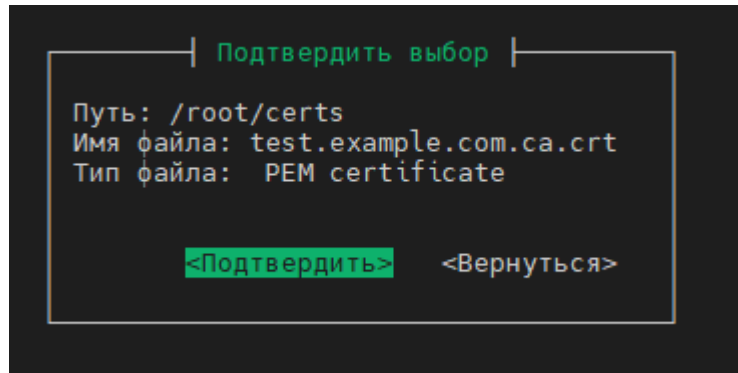 Подтвердить выбор
Путь: /root/certs
Имя файла: test.example.com.ca.crt
Тип файла:  PEM certificate
<Подтвердить> <Вернуться>